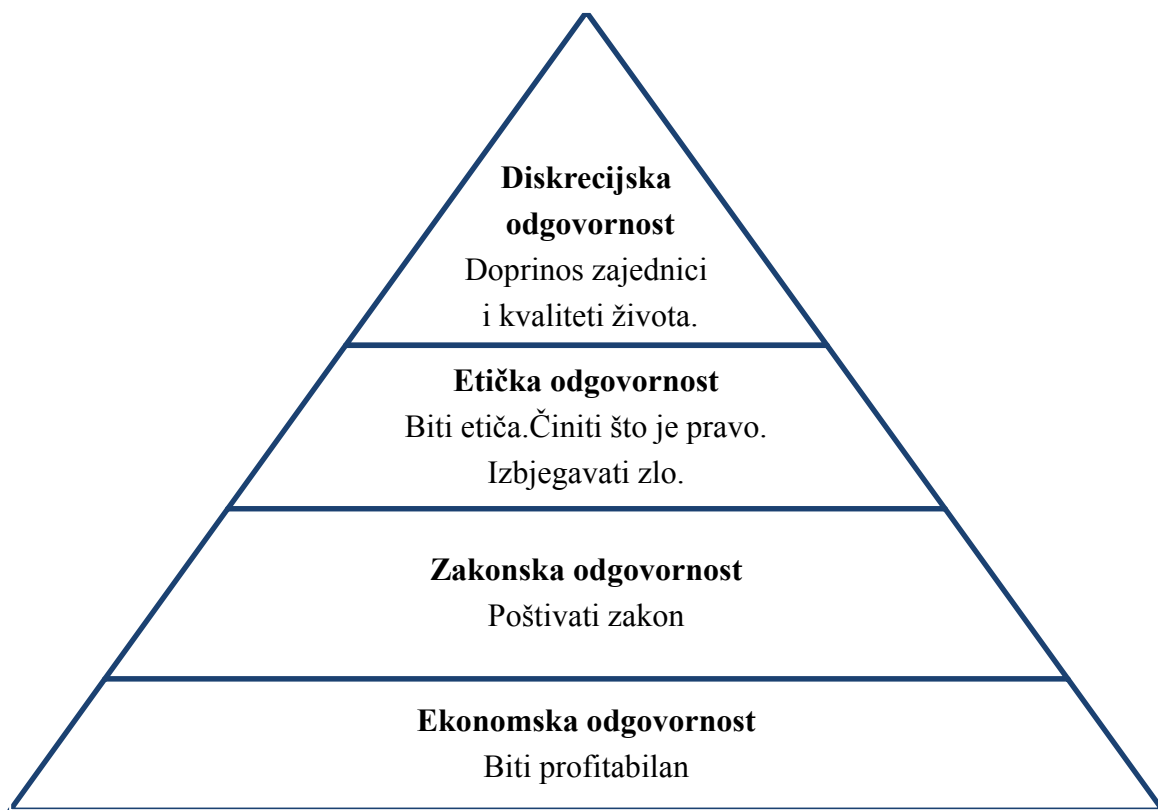 Diskrecijska
odgovornost
Doprinos zajednici
i kvaliteti života.
Etička odgovornost
Biti etiča.Činiti što je pravo.
Izbjegavati zlo.
Zakonska odgovornost
Poštivati zakon
Ekonomska odgovornost
Biti profitabilan